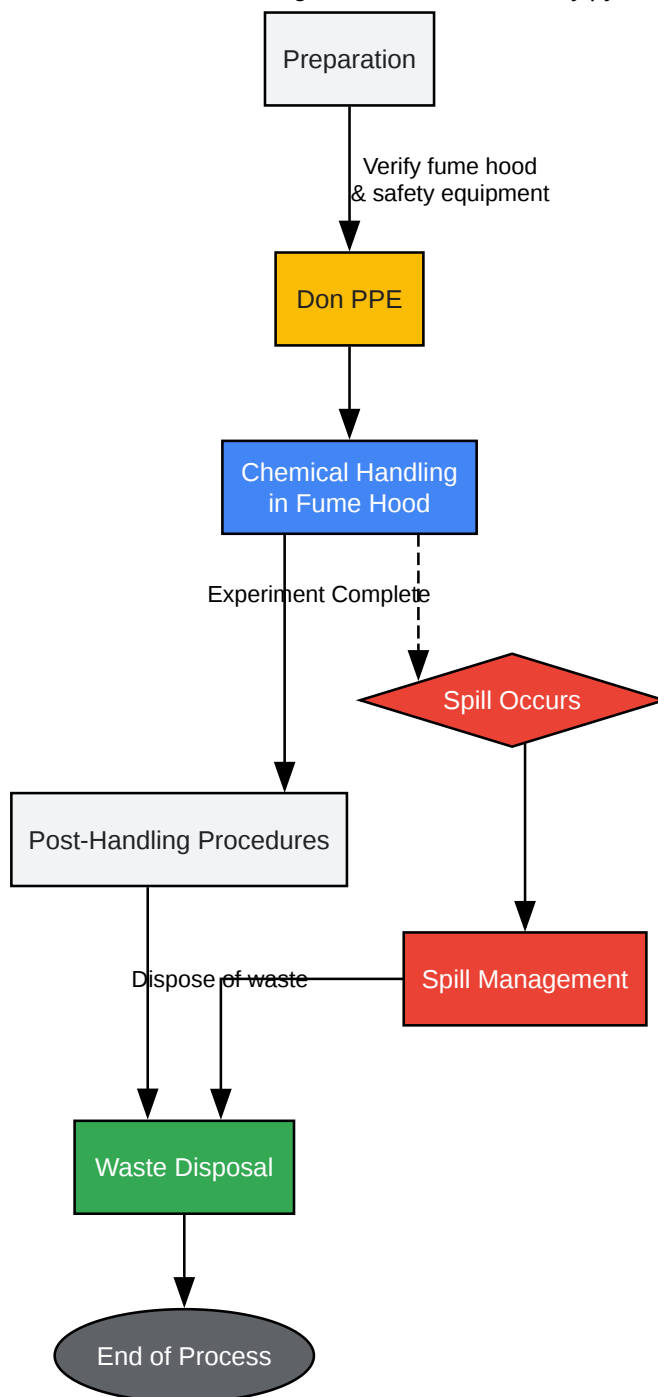 Preparation
Verify fume hood
& safety equipment
Don PPE
Chemical Handling
in Fume Hood
Experiment Complete
Spill Occurs
Post-Handling Procedures
Dispose of waste
Spill Management
Waste Disposal
End of Process